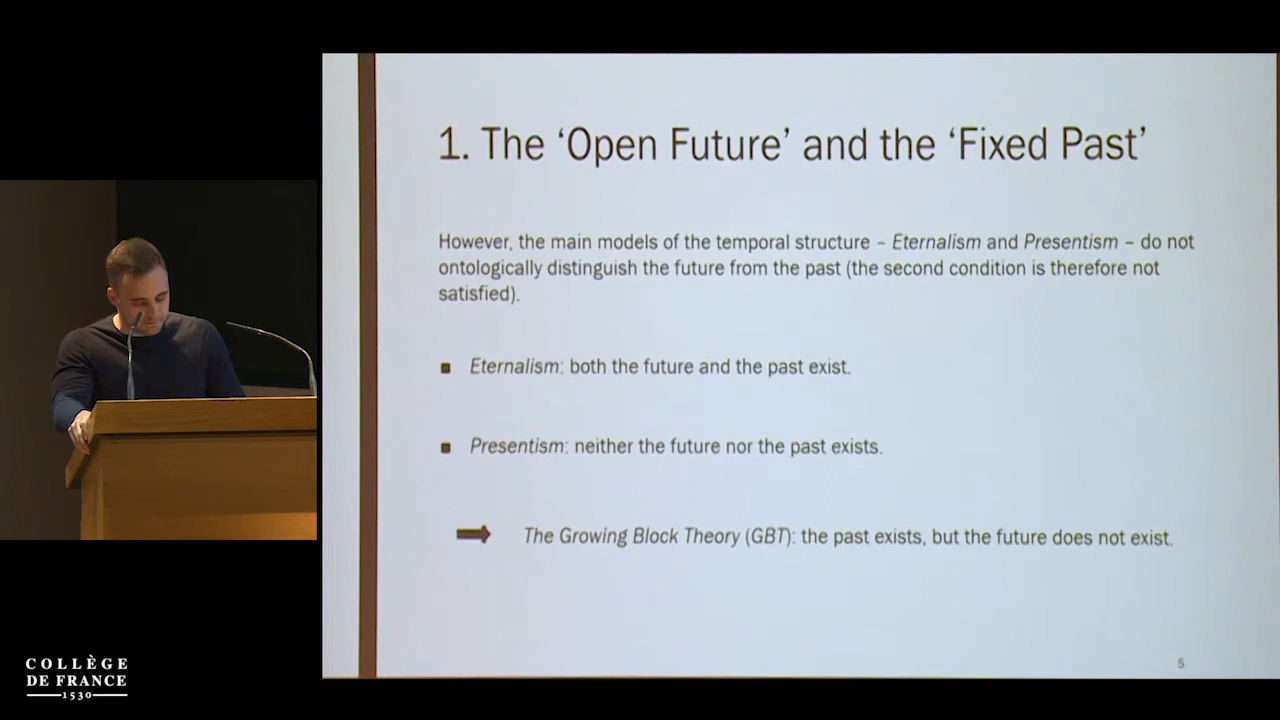 1. The ‘Open Future’ and the ‘Fixed Past’
However, the main models of the temporal structure – Eternalism and Presentism – do not
ontologically distinguish the future from the past (the second condition is therefore not
satisfied).
Eternalism: both the future and the past exist.
Presentism: neither the future nor the past exists.
The Growing Block Theory (GBT): the past exists, but the future does not exist.
5
COLLÈGE
DE FRANCE
1530